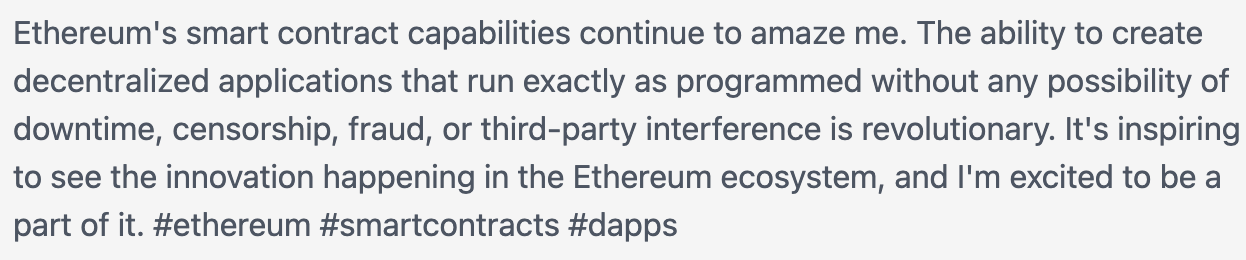 Ethereum's smart contract capabilities continue to amaze me. The ability to create
decentralized applications that run exactly as programmed without any possibility of
downtime, censorship, fraud, or third-party interference is revolutionary. It's inspiring
to see the innovation happening in the Ethereum ecosystem, and I'm excited to be a
part of it. #ethereum #smartcontracts #dapps